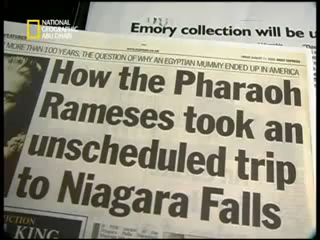 NATIONAL
GEOGRAPHIC
ABU DHABI
Emory collection will be u
MORE THAN 100 YEARS, THE QUESTION OF WHY AN EGYPTIAN MUMMY ENDED UP IN AMERICA
How the Pharaoh
Rameses took an
unscheduled trip
to Niagara Falls
FICTION
KING